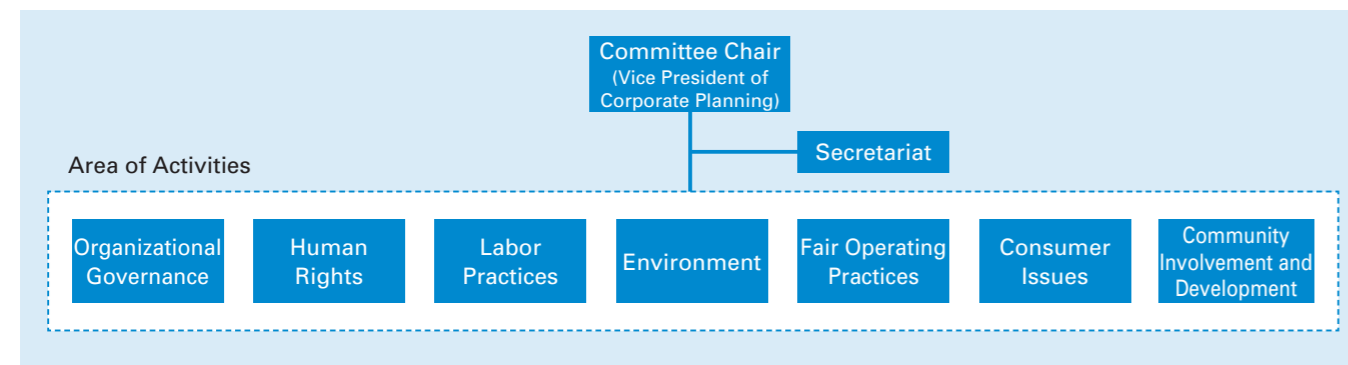 Committee Chair
(Vice President of
Corporate Planning)
Secretariat
Area of Activities
Organizational
Governance
Human
Rights
Labor
Practices
Environment
Fair Operating
Practices
Consumer
Issues
Community
Involvement and
Development